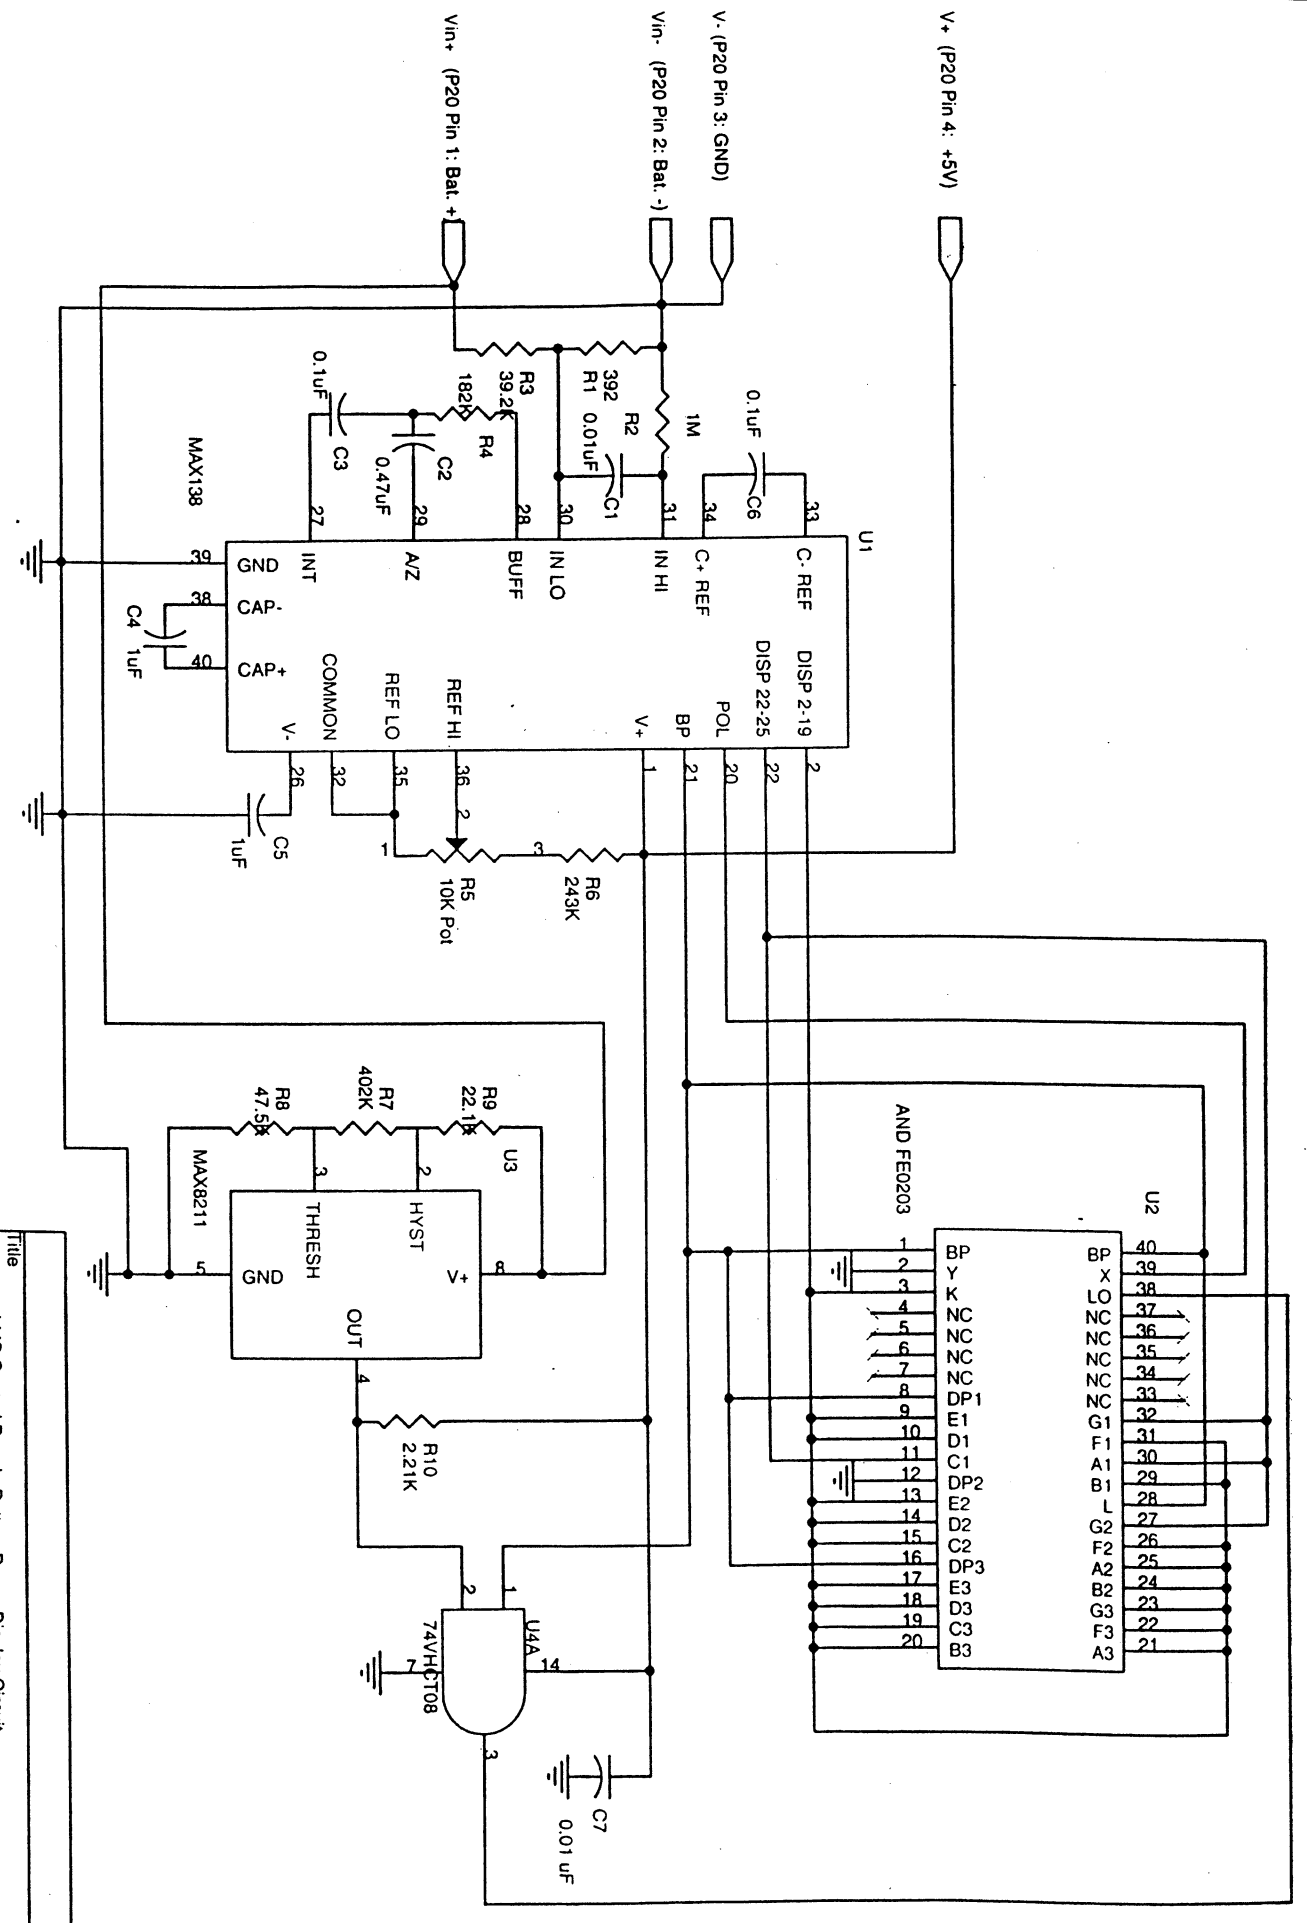 V+ (P20 Pin 4: +5V)
V- (P20 Pin 3: GND)
Vin- (P20 Pin 2: Bat. -)
Vin+ (P20 Pin 1: Bat. +)
U1
MAX138
C6
0.1uF
1M
R2
C1
0.01uF
R1
392
R3
39.2K
R4
182K
C2
0.47uF
C3
0.1uF
33
34
31
30
28
29
27
C- REF
C+ REF
IN HI
IN LO
BUFF
A/Z
INT
39
GND
38
CAP-
40
CAP+
C4
1uF
DISP 2-19
DISP 22-25
POL
BP
V+
REF HI
REF LO
COMMON
V-
2
22
20
21
1
36
35
32
26
C5
1uF
2
1
3
R5
10K Pot
R6
243K
U2
AND FE0203
1
BP
2
Y
3
K
4
NC
5
NC
6
NC
7
NC
8
DP1
9
E1
10
D1
11
C1
12
DP2
13
E2
14
D2
15
C2
16
DP3
17
E3
18
D3
19
C3
20
B3
BP
40
X
39
LO
38
NC
37
NC
36
NC
35
NC
34
NC
33
G1
32
F1
31
A1
30
B1
29
L
28
G2
27
F2
26
A2
25
B2
24
G3
23
F3
22
A3
21
R9
22.1K
R7
402K
R8
47.5K
U3
MAX8211
2
3
HYST
THRESH
V+
8
5
GND
OUT
4
R10
2.21K
1
2
U4A
74VHCT08
14
7
3
C7
0.01 uF
Title